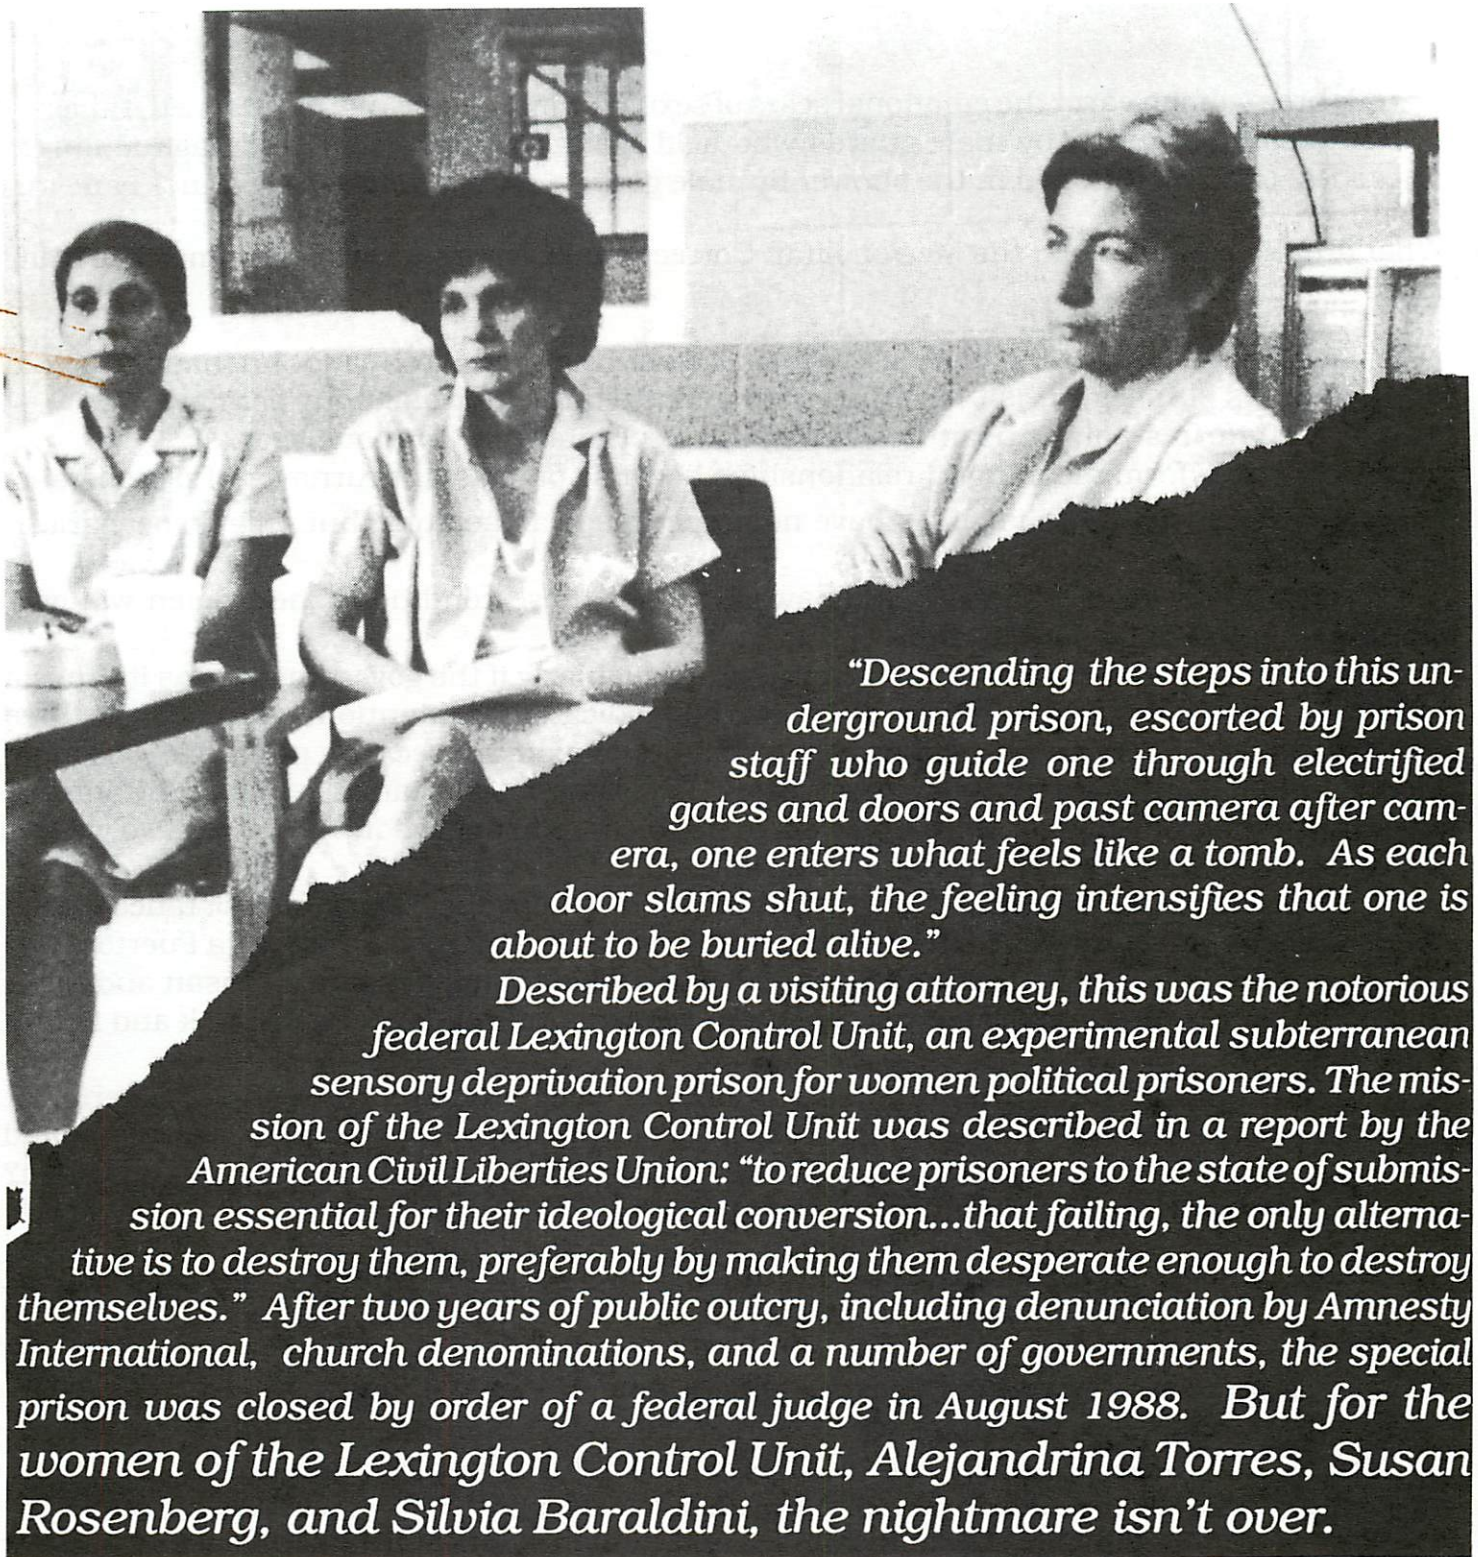 “Descending the steps into this un-
derground prison, escorted by prison
staff who guide one through electrified
gates and doors and past camera after cam-
era, one enters what feels like a tomb. As each
door slams shut, the feeling intensifies that one is
about to be buried alive.”
Described by a visiting attorney, this was the notorious
federal Lexington Control Unit, an experimental subterranean
sensory deprivation prison for women political prisoners. The mis-
sion of the Lexington Control Unit was described in a report by the
American Civil Liberties Union: “to reduce prisoners to the state of submis-
sion essential for their ideological conversion...that failing, the only alterna-
tive is to destroy them, preferably by making them desperate enough to destroy
themselves.” After two years of public outcry, including denunciation by Amnesty
International, church denominations, and a number of governments, the special
prison was closed by order of a federal judge in August 1988. But for the
women of the Lexington Control Unit, Alejandrina Torres, Susan
Rosenberg, and Silvia Baraldini, the nightmare isn’t over.